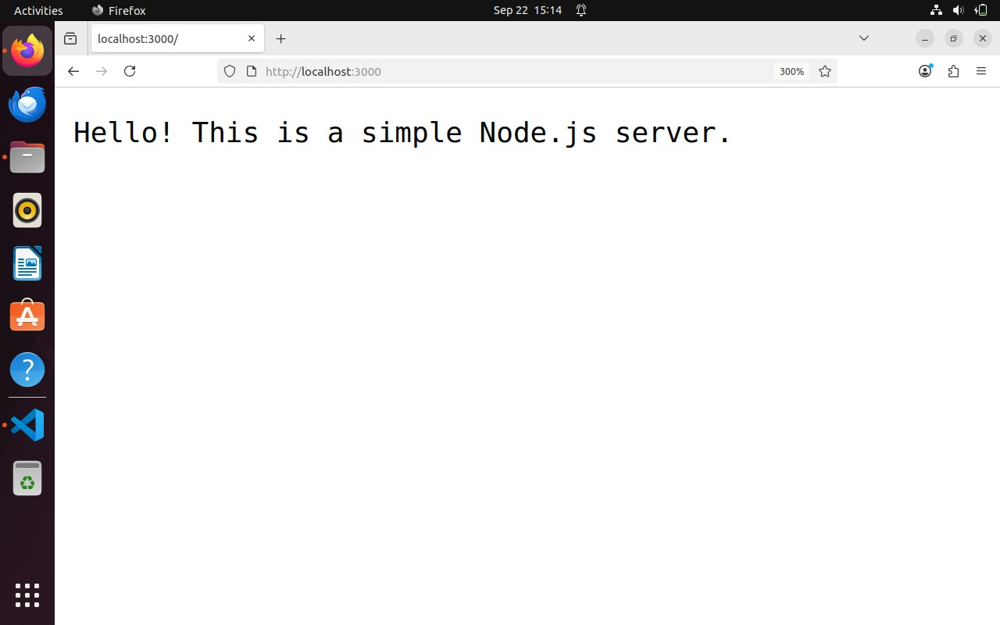 Activities
Firefox
Sep 22 15:14
localhost:3000/
http://localhost:3000
300%
Hello! This is a simple Node.js server.